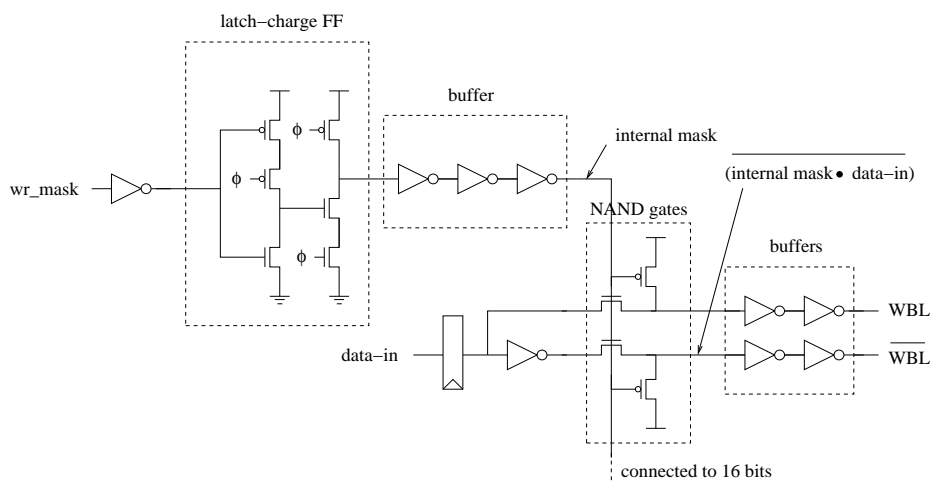 latch−charge FF
buffer
internal mask
ϕ
ϕ
ϕ
wr_mask
(internal mask • data−in)
NAND gates
ϕ
buffers
WBL
data−in
WBL
connected to 16 bits